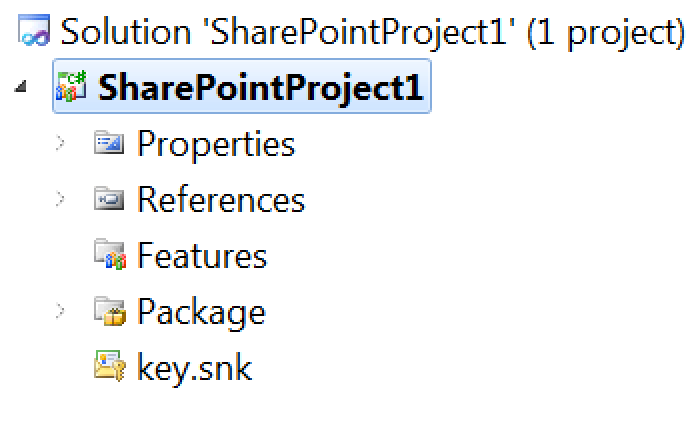 Solution 'SharePointProject1' (1 project)
SharePointProject1
Properties
References
Features
Package
key.snk